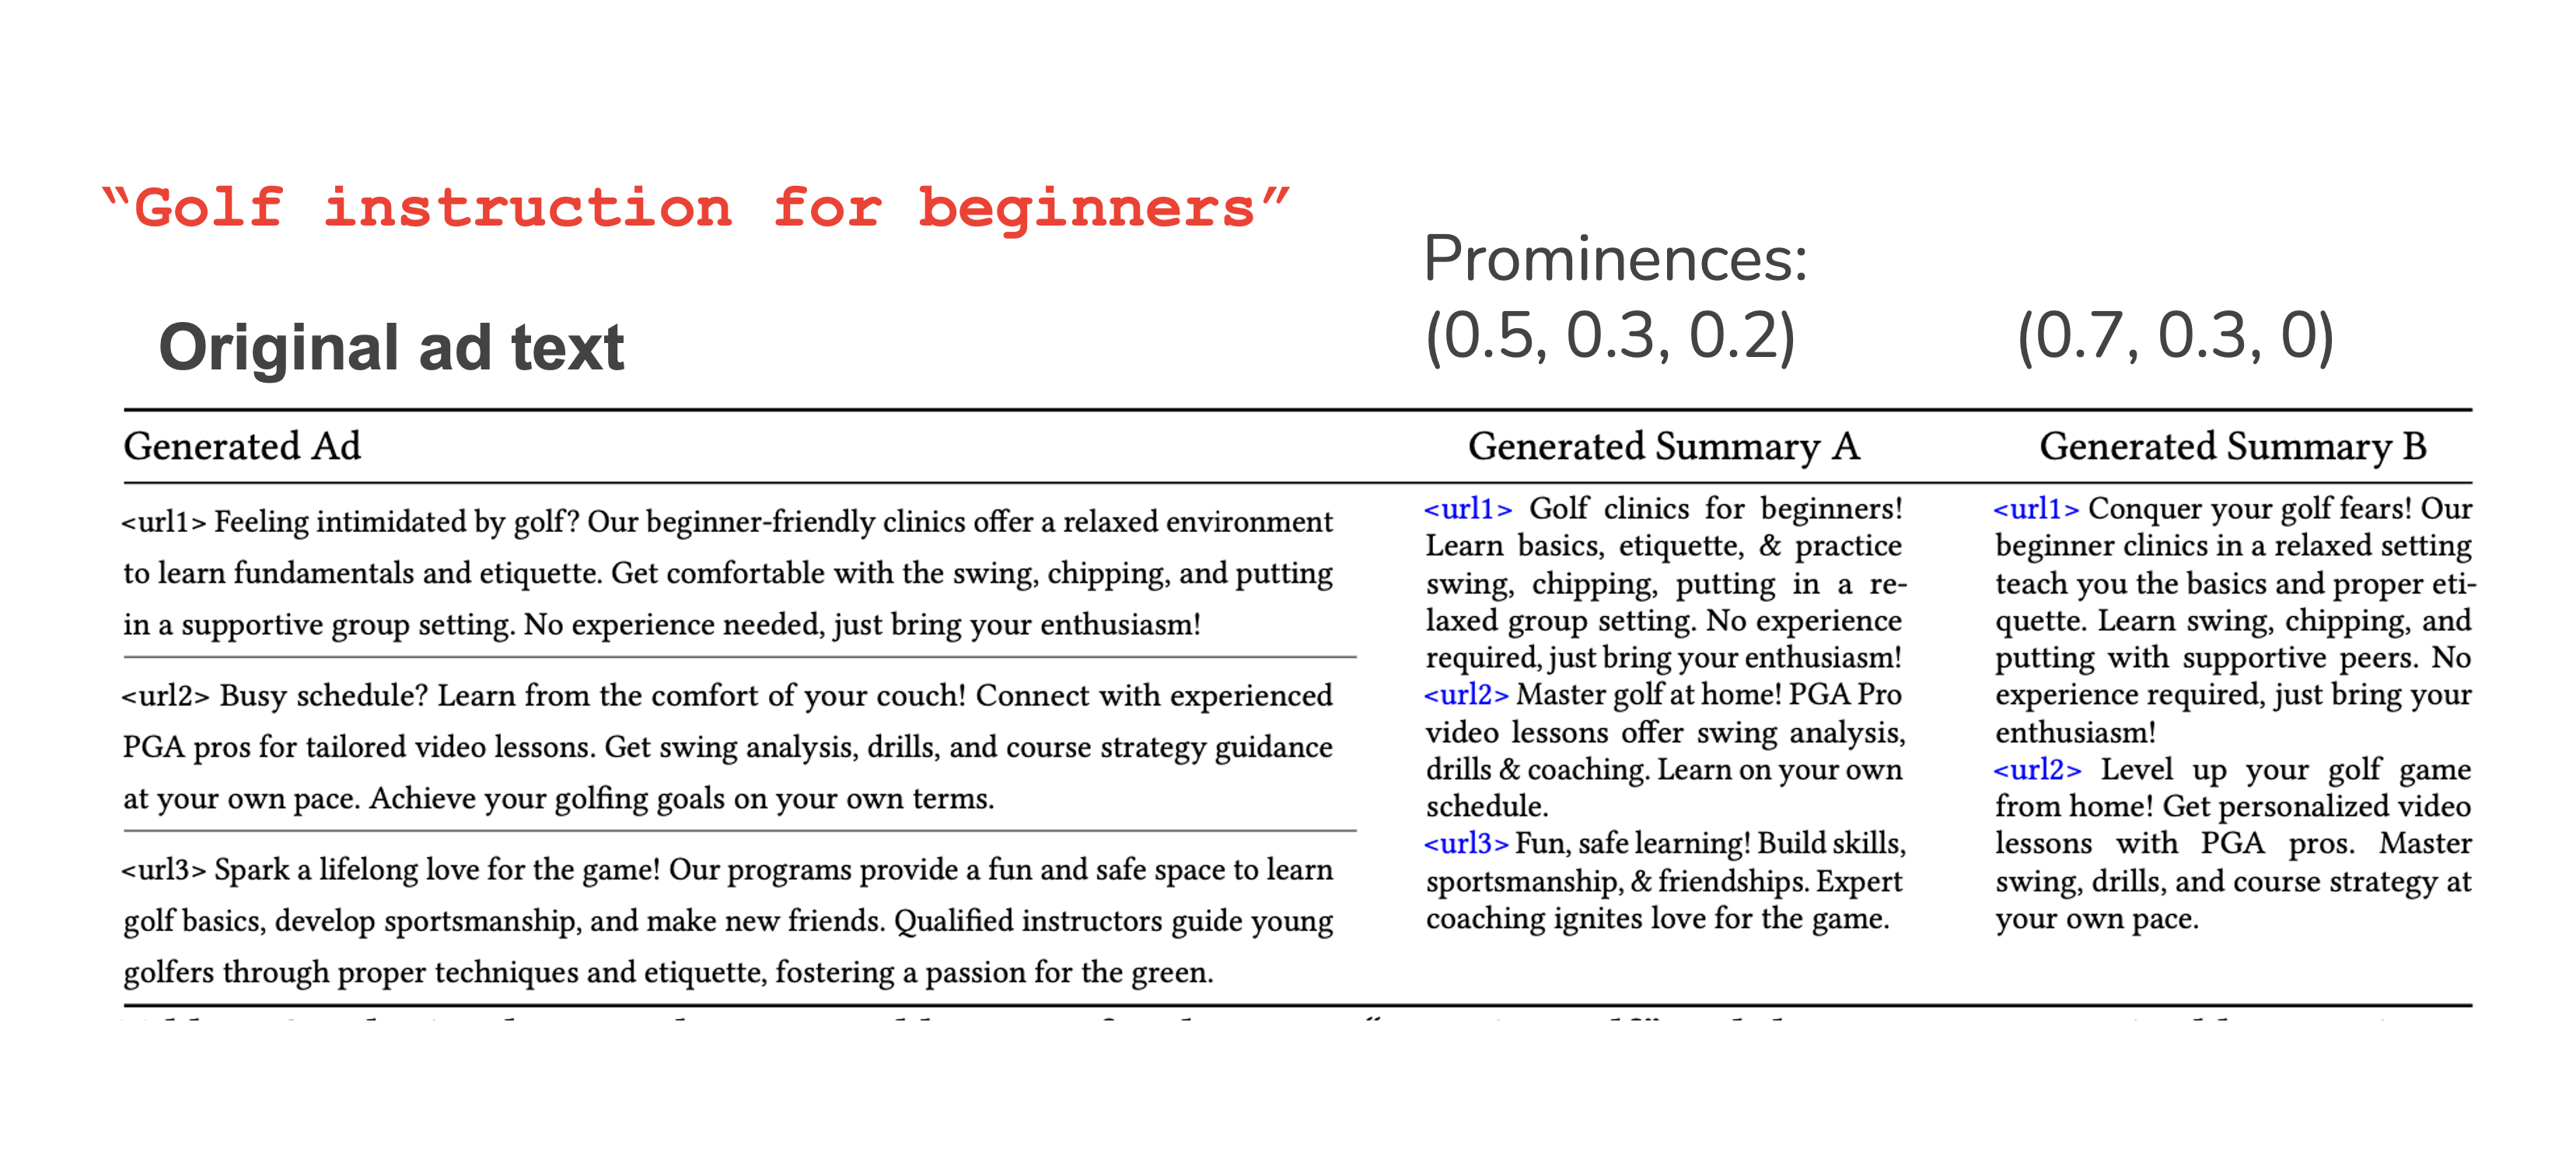 “Golf instruction for beginners”
Prominences:
Original ad text
(0.5, 0.3, 0.2)
(0.7, 0.3, 0)
Generated Ad
Generated Summary A
Generated Summary B
<url1> Feeling intimidated by golf? Our beginner-friendly clinics offer a relaxed environment
to learn fundamentals and etiquette. Get comfortable with the swing, chipping, and putting
in a supportive group setting. No experience needed, just bring your enthusiasm!
<url2> Busy schedule? Learn from the comfort of your couch! Connect with experienced
PGA pros for tailored video lessons. Get swing analysis, drills, and course strategy guidance
at your own pace. Achieve your golfing goals on your own terms.
<url3> Spark a lifelong love for the game! Our programs provide a fun and safe space to learn
golf basics, develop sportsmanship, and make new friends. Qualified instructors guide young
golfers through proper techniques and etiquette, fostering a passion for the green.
<url1> Golf clinics for beginners!
Learn basics, etiquette, & practice
swing, chipping, putting in a re-
laxed group setting. No experience
required, just bring your enthusiasm!
<url2> Master golf at home! PGA Pro
video lessons offer swing analysis,
drills & coaching. Learn on your own
schedule.
<url3> Fun, safe learning! Build skills,
sportsmanship, & friendships. Expert
coaching ignites love for the game.
<url1> Conquer your golf fears! Our
beginner clinics in a relaxed setting
teach you the basics and proper eti-
quette. Learn swing, chipping, and
putting with supportive peers. No
experience required, just bring your
enthusiasm!
<url2> Level up your golf game
from home! Get personalized video
lessons with PGA pros. Master
swing, drills, and course strategy at
your own pace.